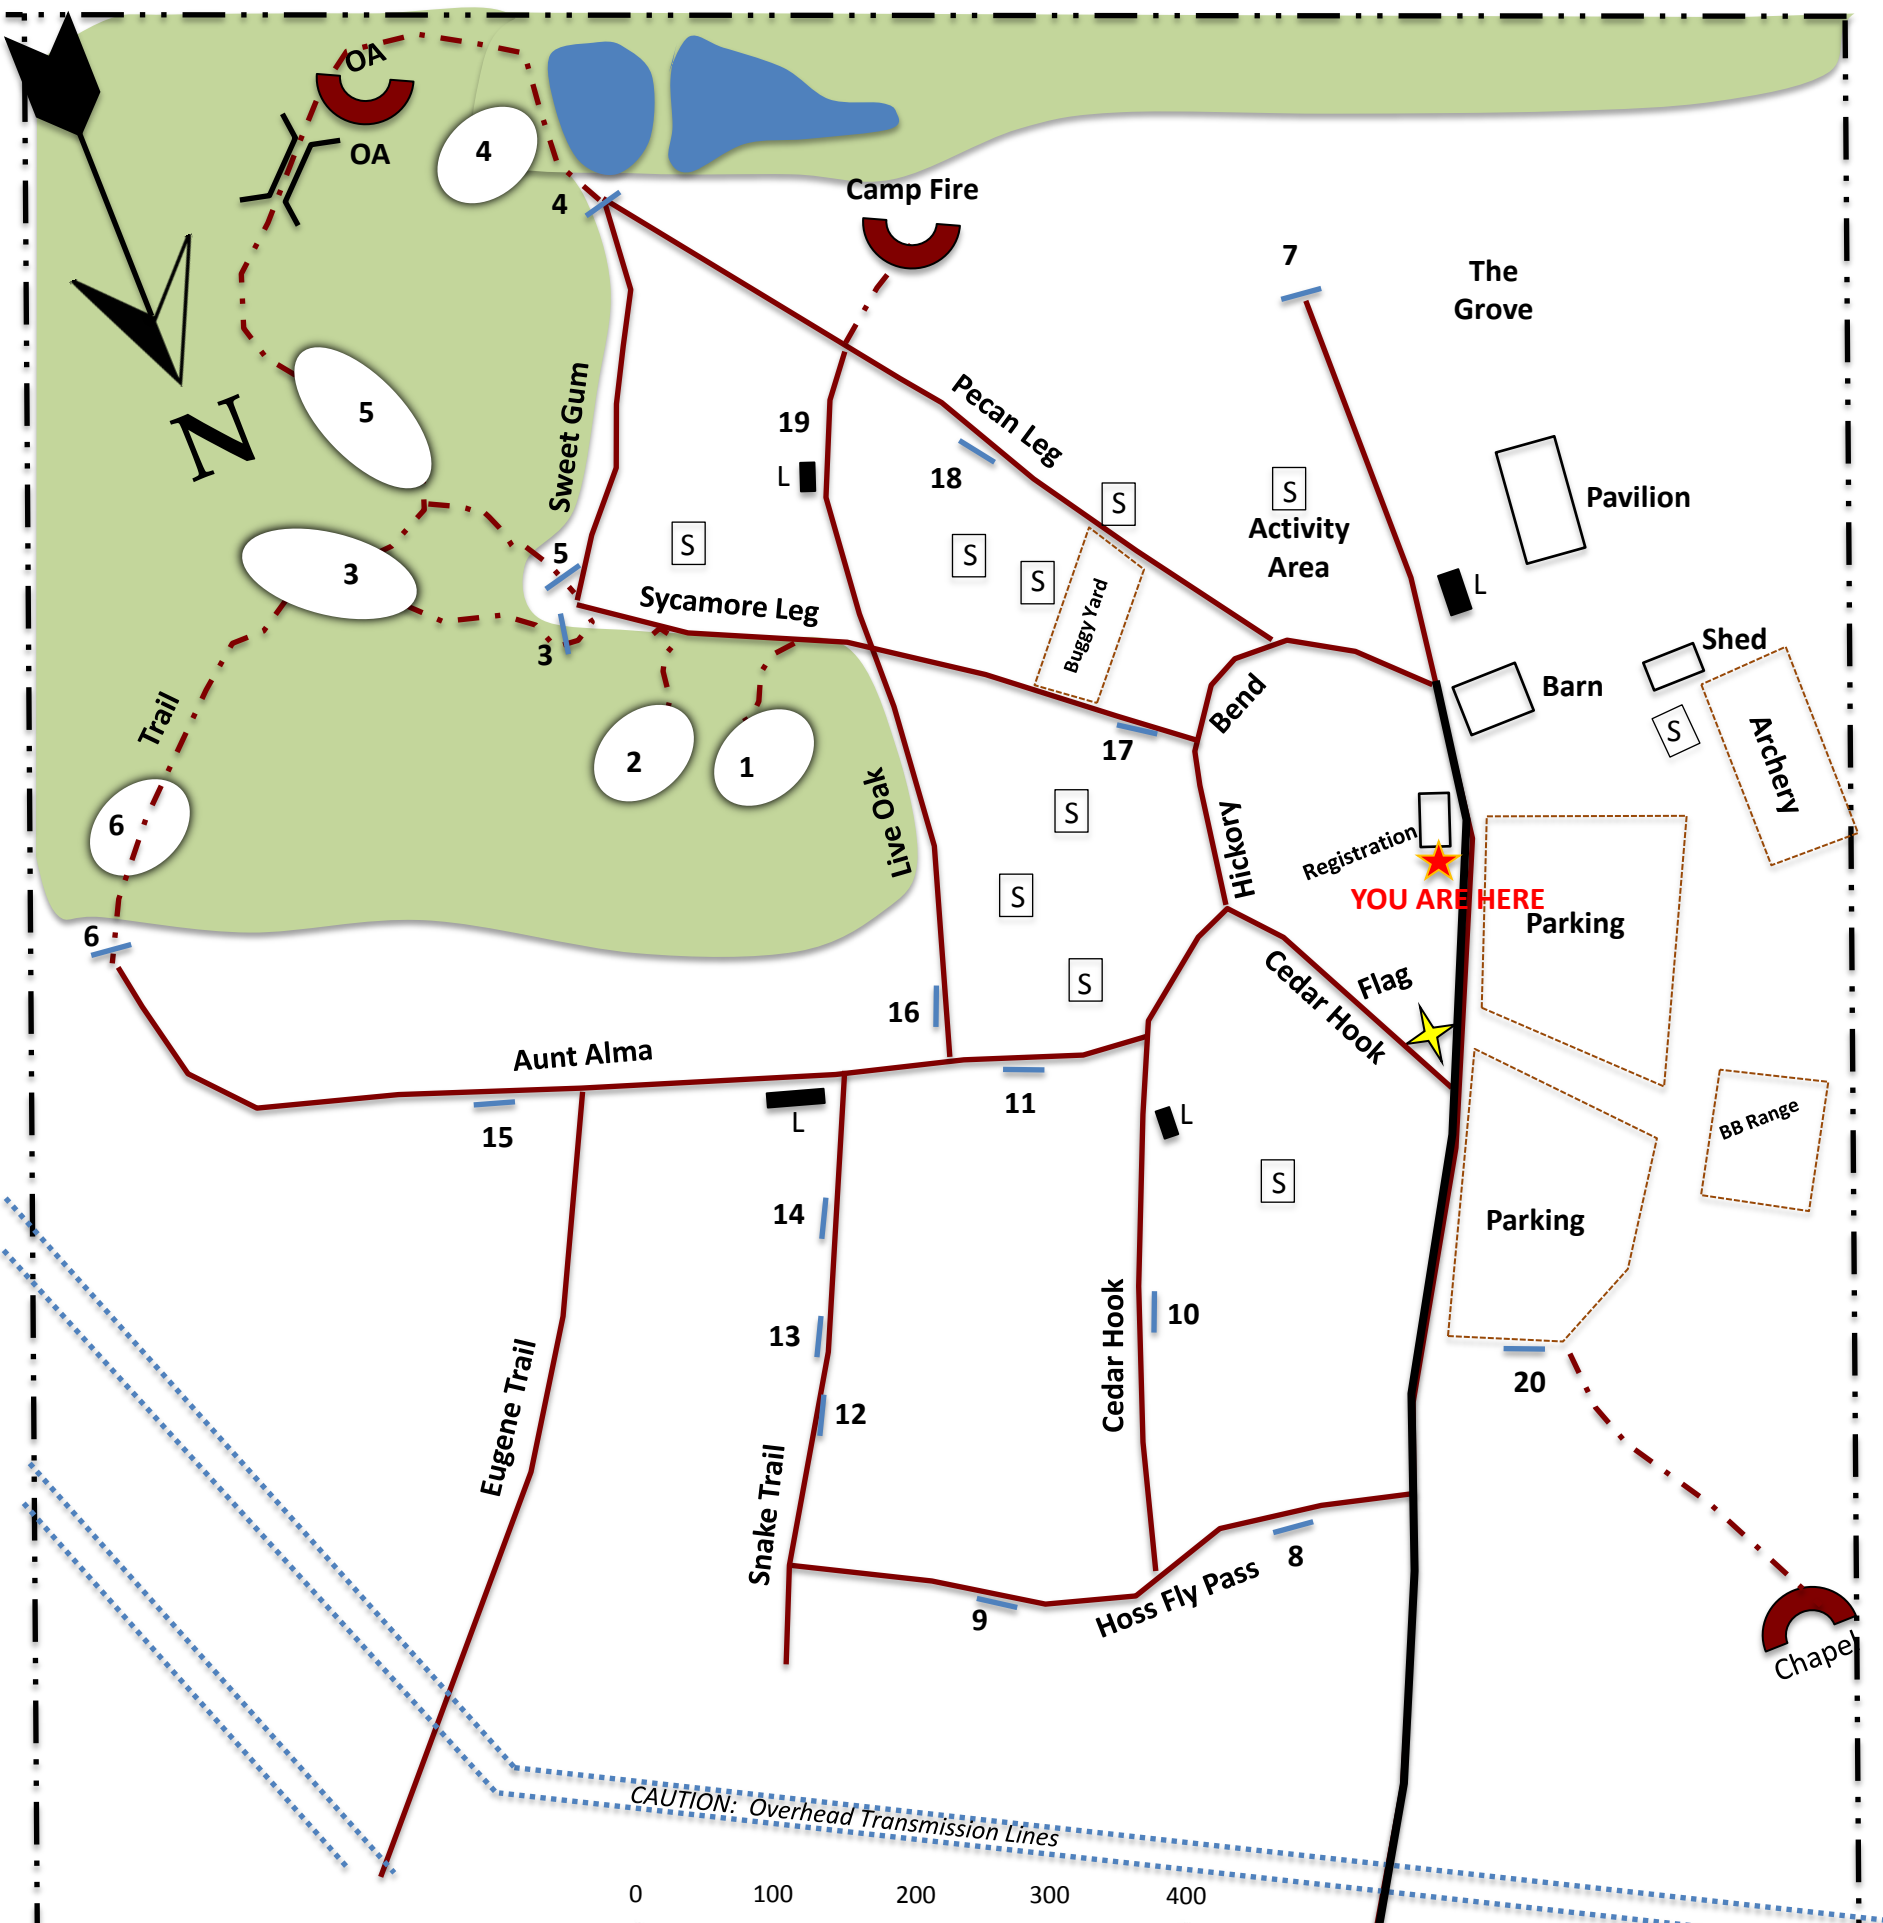 OA
OA
4
4
Camp Fire
7
The
Grove
N
5
Sweet Gum
19
L
18
Pecan Leg
S
S
Activity
Area
Pavilion
S
S
S
5
3
Sycamore Leg
Buggy Yard
L
Shed
3
Trail
2
1
17
Bend
Barn
S
Archery
6
Live Oak
S
Hickory
Registration
YOU ARE HERE
Parking
S
6
16
S
Cedar Hook
Flag
Aunt Alma
15
L
11
L
BB Range
14
S
Parking
13
10
12
Cedar Hook
20
Eugene Trail
Snake Trail
9
Hoss Fly Pass
8
Chapel
CAUTION: Overhead Transmission Lines
0 100 200 300 400